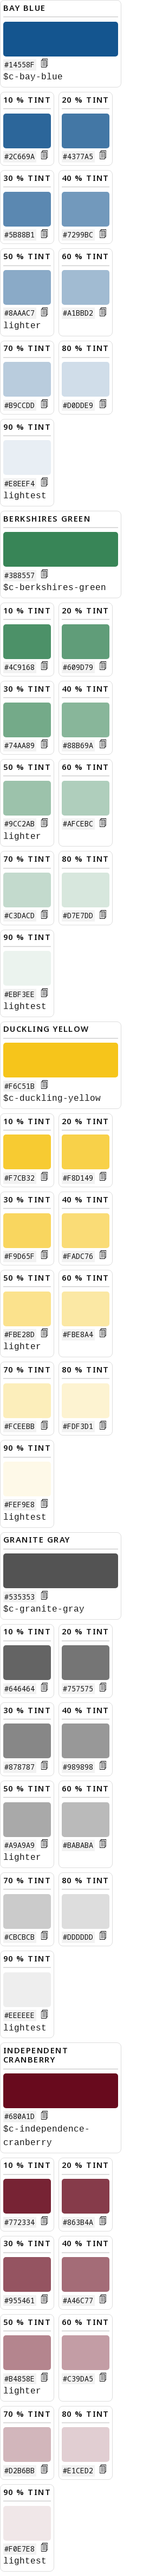 BAY BLUE
#14558F
$c-bay-blue
10 % TINT
#2C669A
20 % TINT
#4377A5
30 % TINT
#5B88B1
40 % TINT
#7299BC
50 % TINT
#8AAAC7
lighter
60 % TINT
#A1BBD2
70 % TINT
#B9CCDD
80 % TINT
#D0DDE9
90 % TINT
#E8EEF4
lightest
BERKSHIRES GREEN
#388557
$c-berkshires-green
10 % TINT
#4C9168
20 % TINT
#609D79
30 % TINT
#74AA89
40 % TINT
#88B69A
50 % TINT
#9CC2AB
lighter
60 % TINT
#AFCEBC
70 % TINT
#C3DACD
80 % TINT
#D7E7DD
90 % TINT
#EBF3EE
lightest
DUCKLING YELLOW
#F6C51B
$c-duckling-yellow
10 % TINT
#F7CB32
20 % TINT
#F8D149
30 % TINT
#F9D65F
40 % TINT
#FADC76
50 % TINT
#FBE28D
lighter
60 % TINT
#FBE8A4
70 % TINT
#FCEEBB
80 % TINT
#FDF3D1
90 % TINT
#FEF9E8
lightest
GRANITE GRAY
#535353
$c-granite-gray
10 % TINT
#646464
20 % TINT
#757575
30 % TINT
#878787
40 % TINT
#989898
50 % TINT
#A9A9A9
lighter
60 % TINT
#BABABA
70 % TINT
#CBCBCB
80 % TINT
#DDDDDD
90 % TINT
#EEEEEE
lightest
INDEPENDENT
CRANBERRY
#680A1D
$c-independence-
cranberry
10 % TINT
#772334
20 % TINT
#863B4A
30 % TINT
#955461
40 % TINT
#A46C77
50 % TINT
#B4858E
lighter
60 % TINT
#C39DA5
70 % TINT
#D2B6BB
80 % TINT
#E1CED2
90 % TINT
#F0E7E8
lightest